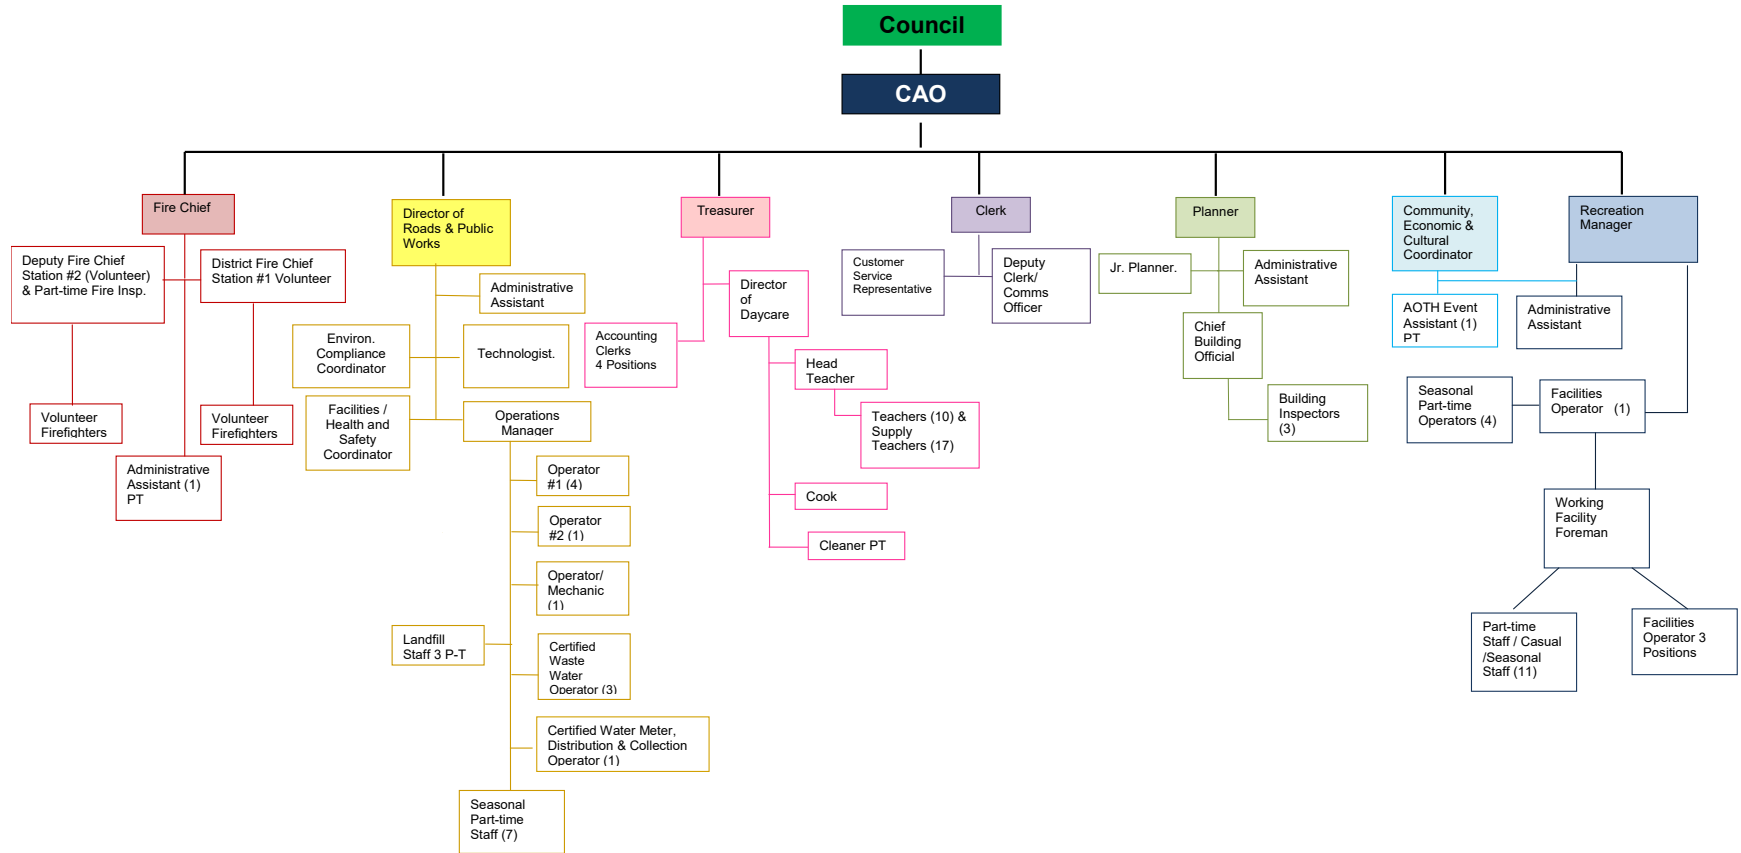 Council
CAO
Fire Chief
Director of
Roads & Public
Works
Treasurer
Clerk
Planner
Community,
Economic &
Cultural
Coordinator
Recreation
Manager
Deputy Fire Chief
Station #2 (Volunteer)
& Part-time Fire Insp.
District Fire Chief
Station #1 Volunteer
Volunteer
Firefighters
Volunteer
Firefighters
Administrative
Assistant (1)
PT
Administrative
Assistant
Environ.
Compliance
Coordinator
Technologist.
Facilities /
Health and
Safety
Coordinator
Operations
Manager
Operator
#1 (4)
Operator
#2 (1)
Operator/
Mechanic
(1)
Landfill
Staff 3 P-T
Certified
Waste
Water
Operator (3)
Certified Water Meter,
Distribution & Collection
Operator (1)
Seasonal
Part-time
Staff (7)
Director
of
Daycare
Accounting
Clerks
4 Positions
Head
Teacher
Teachers (10) &
Supply
Teachers (17)
Cook
Cleaner PT
Customer
Service
Representative
Deputy
Clerk/
Comms
Officer
Jr. Planner.
Administrative
Assistant
Chief
Building
Official
Building
Inspectors
(3)
AOTH Event
Assistant (1)
PT
Administrative
Assistant
Seasonal
Part-time
Operators (4)
Facilities
Operator (1)
Working
Facility
Foreman
Part-time
Staff / Casual
/Seasonal
Staff (11)
Facilities
Operator 3
Positions